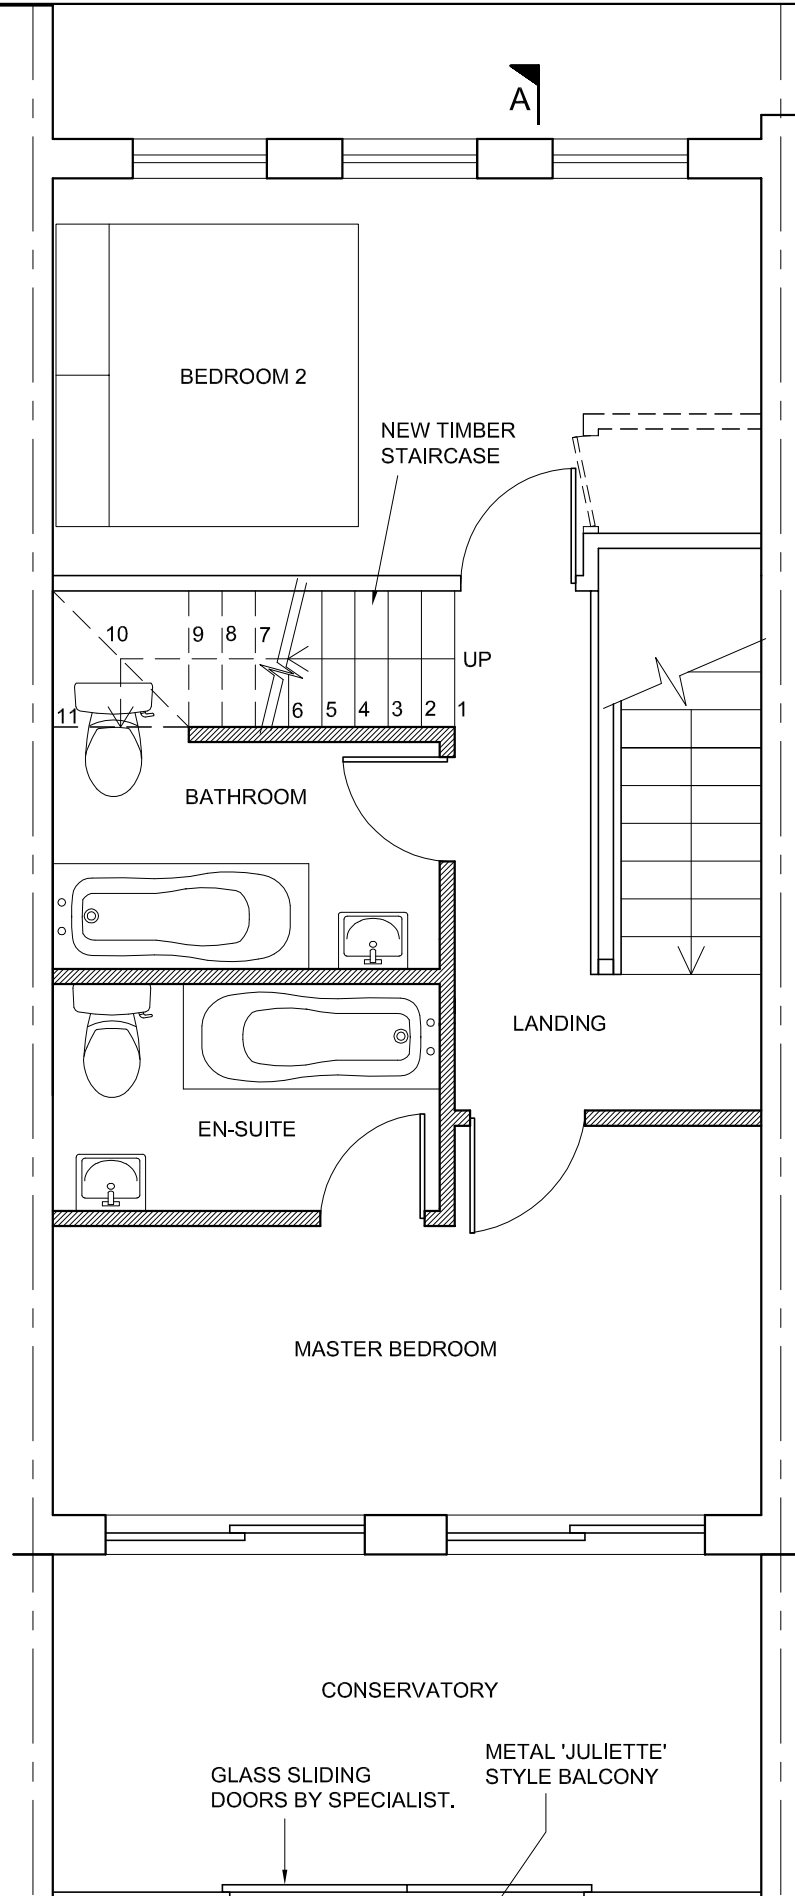 A
BEDROOM 2
NEW TIMBER
STAIRCASE
10
9
8
7
UP
11
6
5
4
3
2
1
BATHROOM
LANDING
EN-SUITE
MASTER BEDROOM
CONSERVATORY
METAL 'JULIETTE'
STYLE BALCONY
GLASS SLIDING
DOORS BY SPECIALIST.